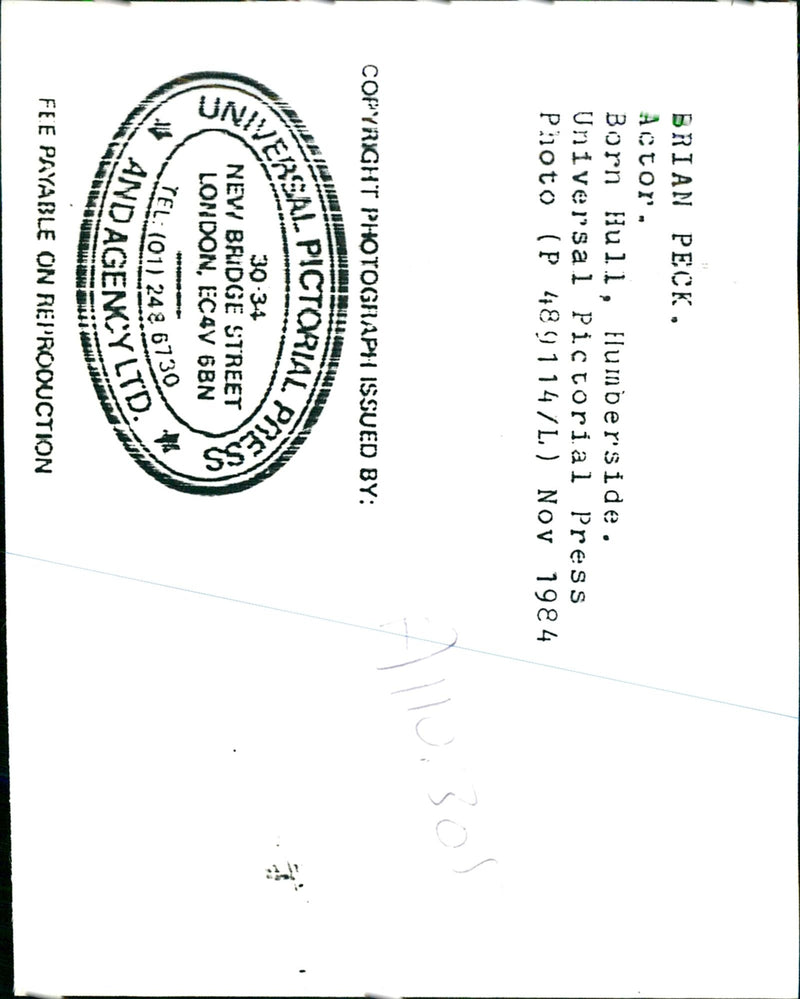 BRIAN PECK.
Actor.
Born Hull, Humberside.
Universal Pictorial Press
Photo (P 489114/L) Nov 1984
COPYRIGHT PHOTOGRAPH ISSUED BY:
UNIVERSAL PICTORIAL PRESS
30-34
NEW BRIDGE STREET
LONDON, EC4V 6BN
TEL: (01) 248 6730
AND AGENCY LTD.
FEE PAYABLE ON REPRODUCTION